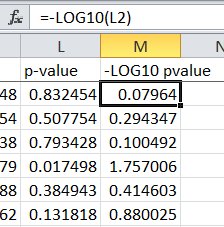 fx =-LOG10(L2)
L M N
p-value -LOG10 pvalue
48 0.832454 0.07964
54 0.507754 0.294347
38 0.793428 0.100492
79 0.017498 1.757006
88 0.384943 0.414603
62 0.131818 0.880025